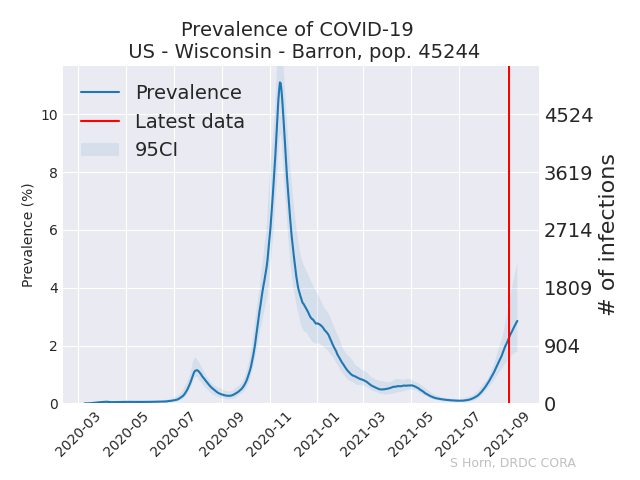 Prevalence of COVID-19
US - Wisconsin - Barron, pop. 45244
Prevalence
Latest data
95CI
Prevalence (%)
10
8
6
4
2
0
4524
3619
2714
1809
904
0
# of infections
2020-03
2020-05
2020-07
2020-09
2020-11
2021-01
2021-03
2021-05
2021-07
2021-09
S Horn, DRDC CORA